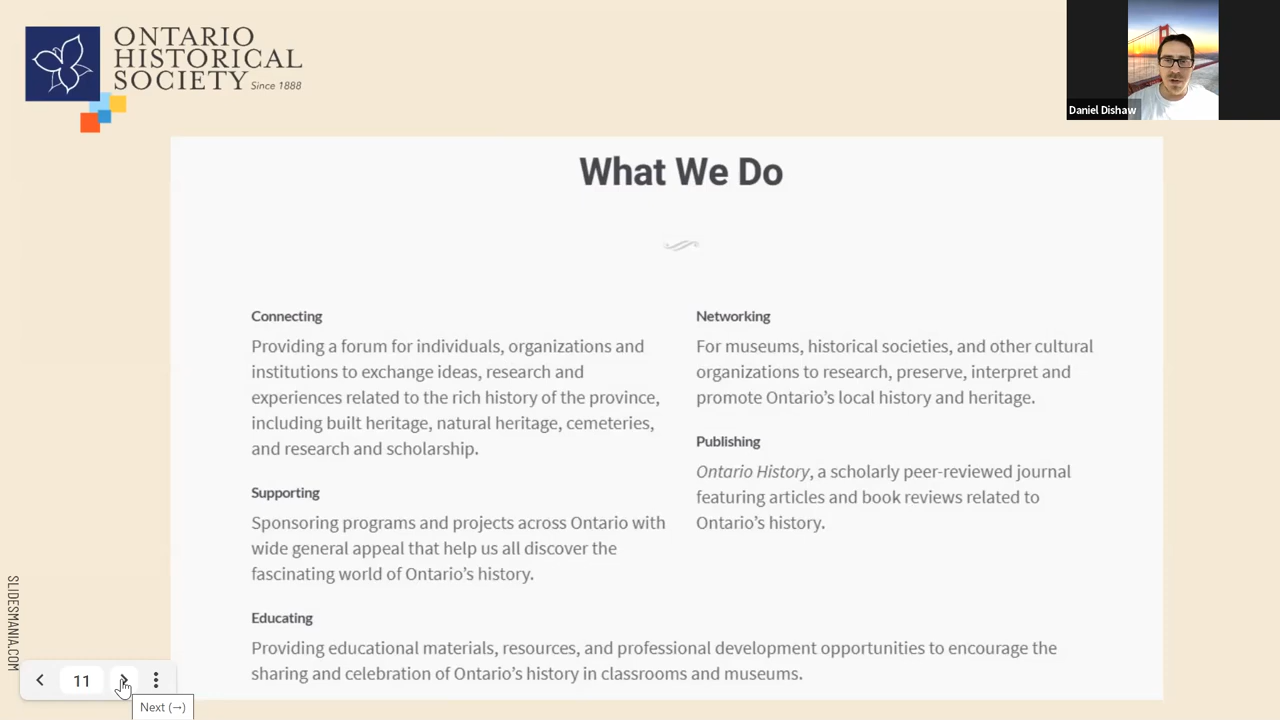 ONTARIO
HISTORICAL
SOCIETY Since 1888
Daniel Dishaw
What We Do
Connecting
Providing a forum for individuals, organizations and
institutions to exchange ideas, research and
experiences related to the rich history of the province,
including built heritage, natural heritage, cemeteries,
and research and scholarship.
Supporting
Sponsoring programs and projects across Ontario with
wide general appeal that help us all discover the
fascinating world of Ontario’s history.
Networking
For museums, historical societies, and other cultural
organizations to research, preserve, interpret and
promote Ontario’s local history and heritage.
Publishing
Ontario History, a scholarly peer-reviewed journal
featuring articles and book reviews related to
Ontario’s history.
Educating
Providing educational materials, resources, and professional development opportunities to encourage the
sharing and celebration of Ontario’s history in classrooms and museums.
SLIDESMANIA.COM
11
Next (→)